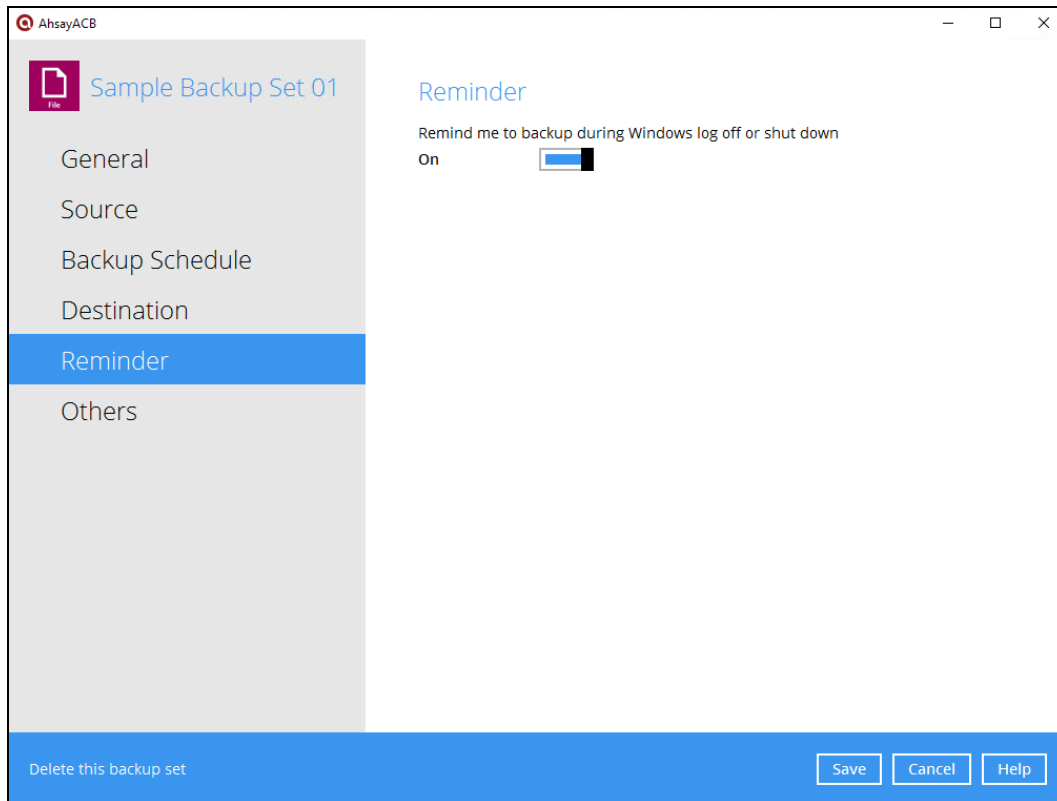 AhsayACB
File
Sample Backup Set 01
General
Source
Backup Schedule
Destination
Reminder
Others
Reminder
Remind me to backup during Windows log off or shut down
On
Delete this backup set
Save
Cancel
Help